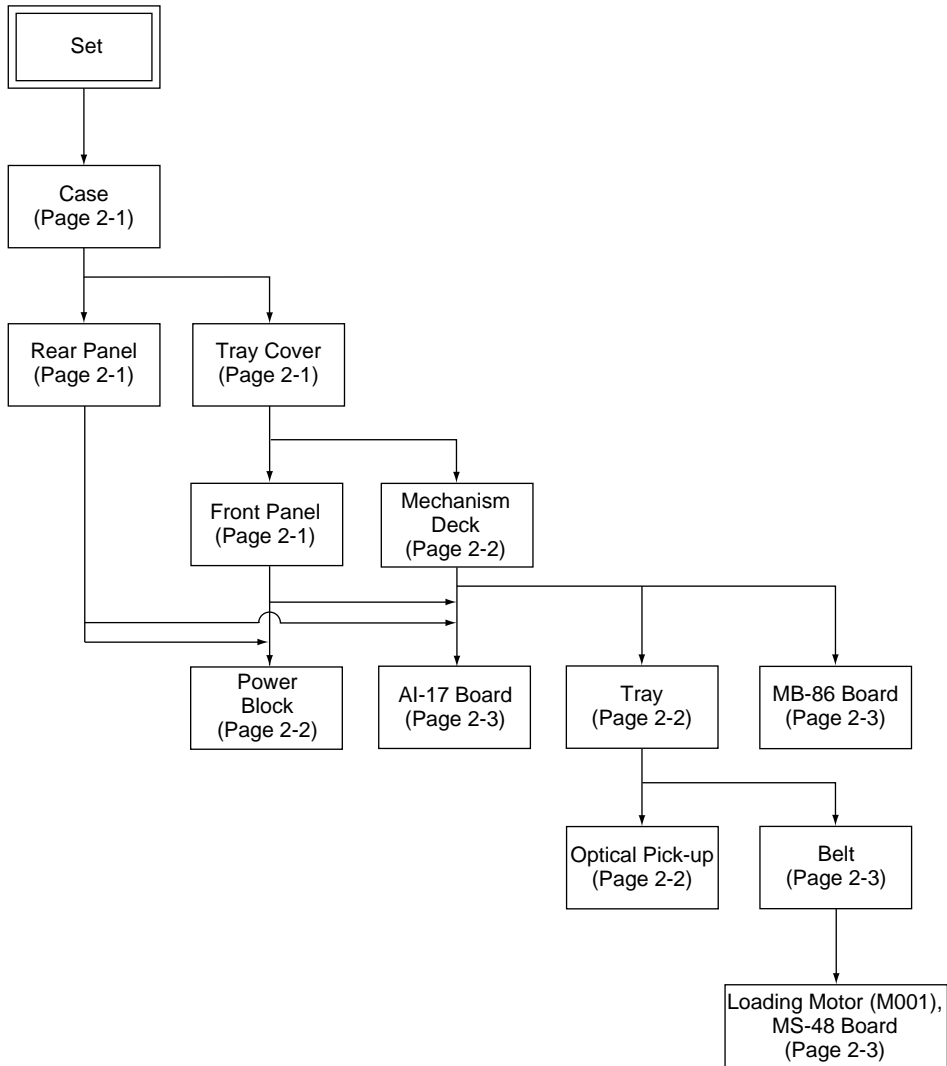 Set
Case
(Page 2-1)
Rear Panel
(Page 2-1)
Tray Cover
(Page 2-1)
Front Panel
(Page 2-1)
Mechanism
Deck
(Page 2-2)
Power
Block
(Page 2-2)
AI-17 Board
(Page 2-3)
Tray
(Page 2-2)
MB-86 Board
(Page 2-3)
Optical Pick-up
(Page 2-2)
Belt
(Page 2-3)
Loading Motor (M001),
MS-48 Board
(Page 2-3)